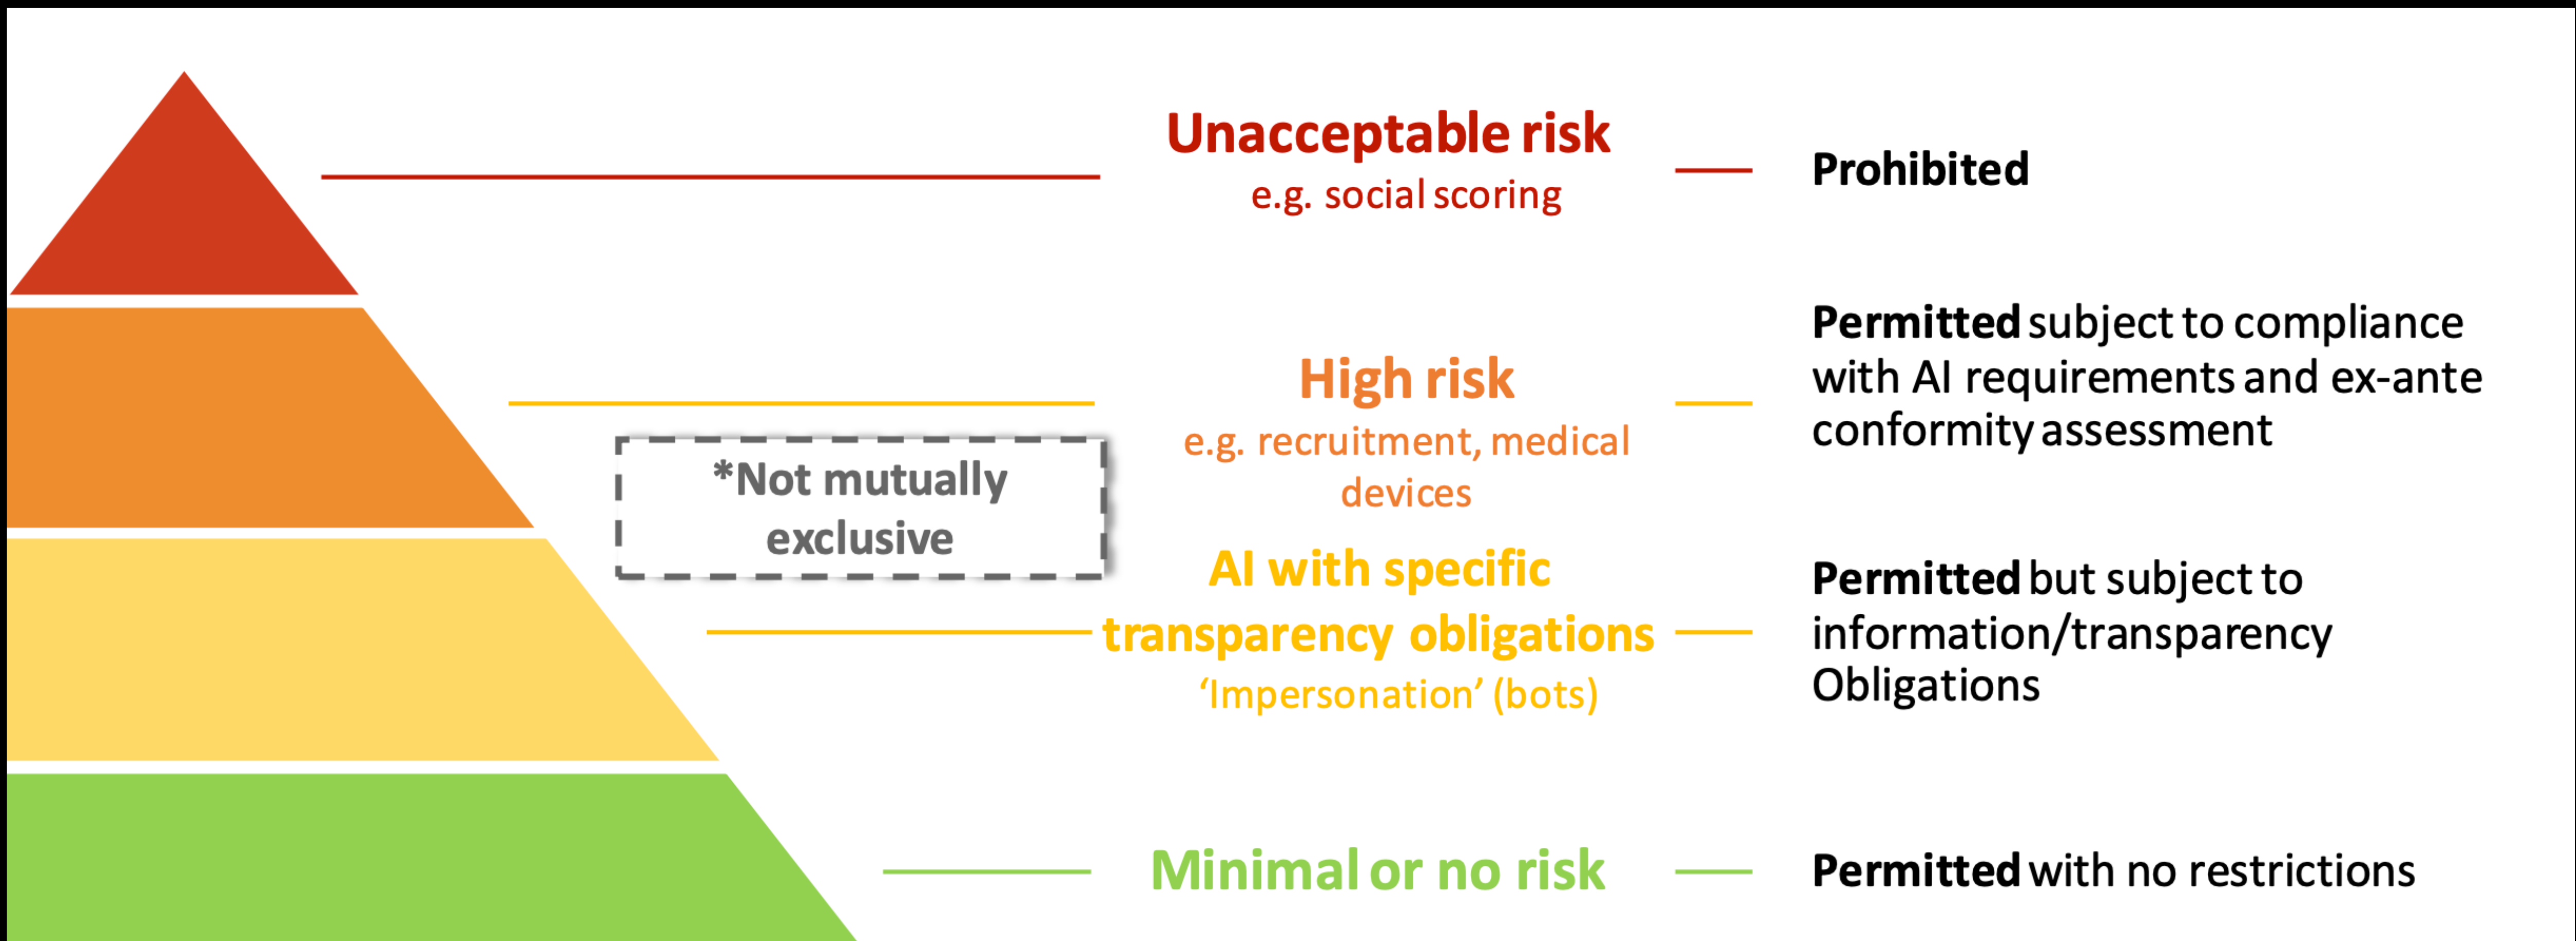 Unacceptable risk
e.g. social scoring
Prohibited
High risk
e.g. recruitment, medical
devices
Permitted subject to compliance
with AI requirements and ex-ante
conformity assessment
*Not mutually
exclusive
AI with specific
transparency obligations
‘Impersonation’ (bots)
Permitted but subject to
information/transparency
Obligations
Minimal or no risk
Permitted with no restrictions